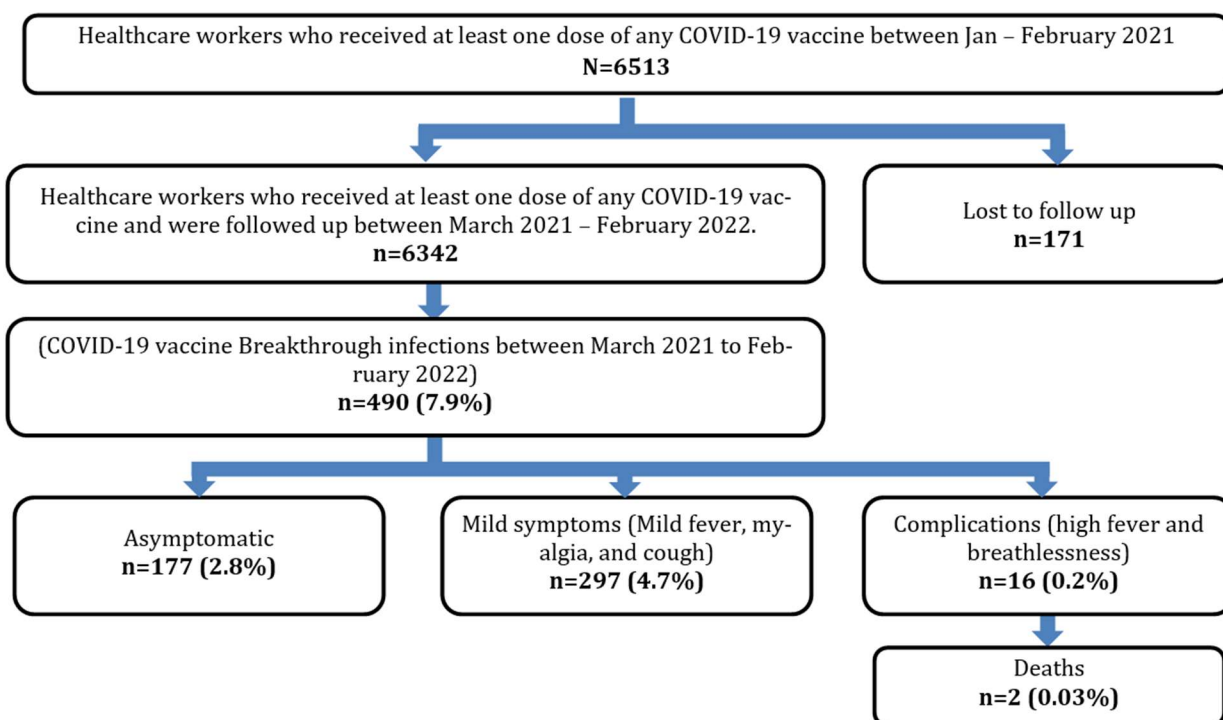 Healthcare workers who received at least one dose of any COVID-19 vaccine between Jan – February 2021
N=6513
Healthcare workers who received at least one dose of any COVID-19 vac-
cine and were followed up between March 2021 – February 2022.
n=6342
Lost to follow up
n=171
(COVID-19 vaccine Breakthrough infections between March 2021 to Feb-
ruary 2022)
n=490 (7.9%)
Asymptomatic
n=177 (2.8%)
Mild symptoms (Mild fever, my-
algia, and cough)
n=297 (4.7%)
Complications (high fever and
breathlessness)
n=16 (0.2%)
Deaths
n=2 (0.03%)